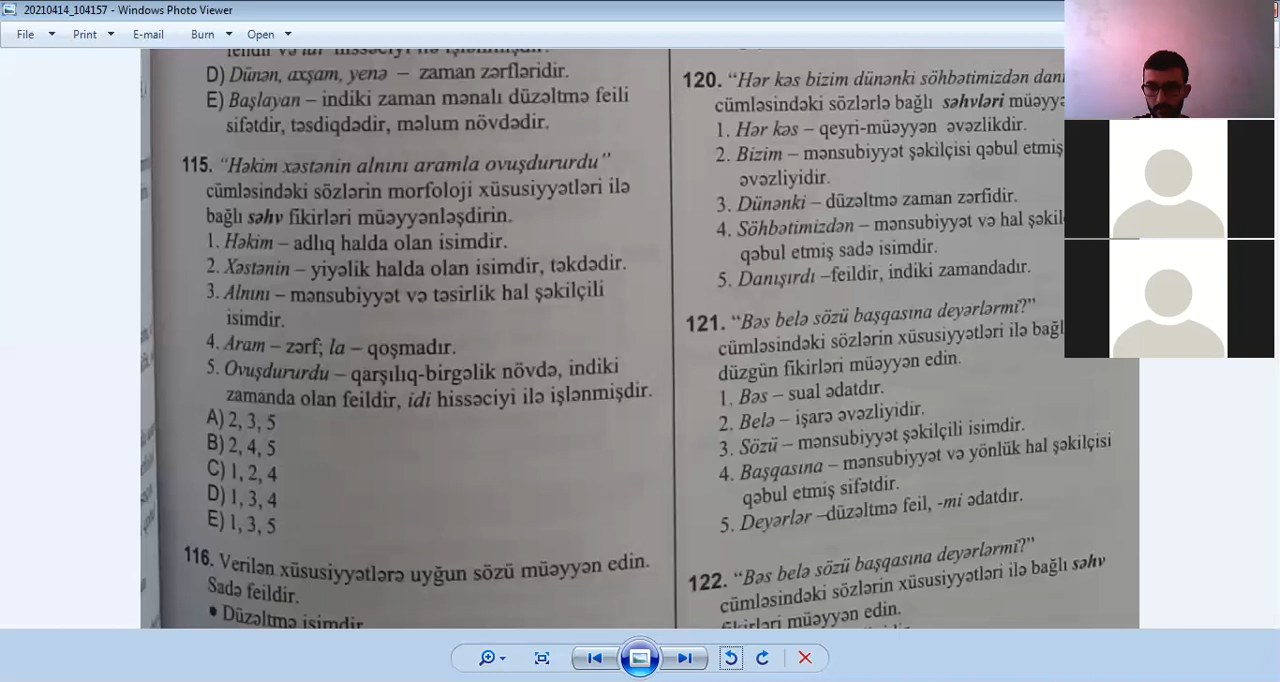 20210414_104157 - Windows Photo Viewer
File Print E-mail Burn Open
D) Dünən, axşam, yenə – zaman zərfləridir.
E) Başlayan – indiki zaman mənalı düzəltmə feili
sifətdir, təsdiqdədir, məlum növdədir.
115. "Həkim xəstənin alnını aramla ovuşdururdu"
cümləsindəki sözlərin morfoloji xüsusiyyətləri ilə
bağlı səhv fikirləri müəyyənləşdirin.
1. Həkim – adlıq halda olan isimdir.
2. Xəstənin – yiyəlik halda olan isimdir, təkdədir.
3. Alnını – mənsubiyyət və təsirlik hal şəkilçili
isimdir.
4. Aram – zərf; la – qoşmadır.
5. Ovuşdururdu – qarşılıq-birgəlik növdə, indiki
zamanda olan feildir, idi hissəciyi ilə işlənmişdir.
A) 2, 3, 5
B) 2, 4, 5
C) 1, 2, 4
D) 1, 3, 4
E) 1, 3, 5
116. Verilən xüsusiyyətlərə uyğun sözü müəyyən edin.
Sadə feildir.
• Düzəltmə isimdir
120. "Hər kəs bizim dünənki söhbətimizdən danı
cümləsindəki sözlərlə bağlı səhvləri müəyyə
1. Hər kəs – qeyri-müəyyən əvəzlikdir.
2. Bizim – mənsubiyyət şəkilçisi qəbul etmiş
əvəzliyidir.
3. Dünənki – düzəltmə zaman zərfidir.
4. Söhbətimizdən – mənsubiyyət və hal şəkil
qəbul etmiş sadə isimdir.
5. Danışırdı –feildir, indiki zamandadır.
121. "Bəs belə sözü başqasına deyərlərmi?"
cümləsindəki sözlərin xüsusiyyətləri ilə bağl
düzgün fikirləri müəyyən edin.
1. Bəs – sual ədatdır.
2. Belə – işarə əvəzliyidir.
3. Sözü – mənsubiyyət şəkilçili isimdir.
4. Başqasına – mənsubiyyət və yönlük hal şəkilçisi
qəbul etmiş sifətdir.
5. Deyərlər –düzəltmə feil, -mi ədatdır.
122. "Bəs belə sözü başqasına deyərlərmi?"
cümləsindəki sözlərin xüsusiyyətləri ilə bağlı səhv
fikirləri müəyyən edin.